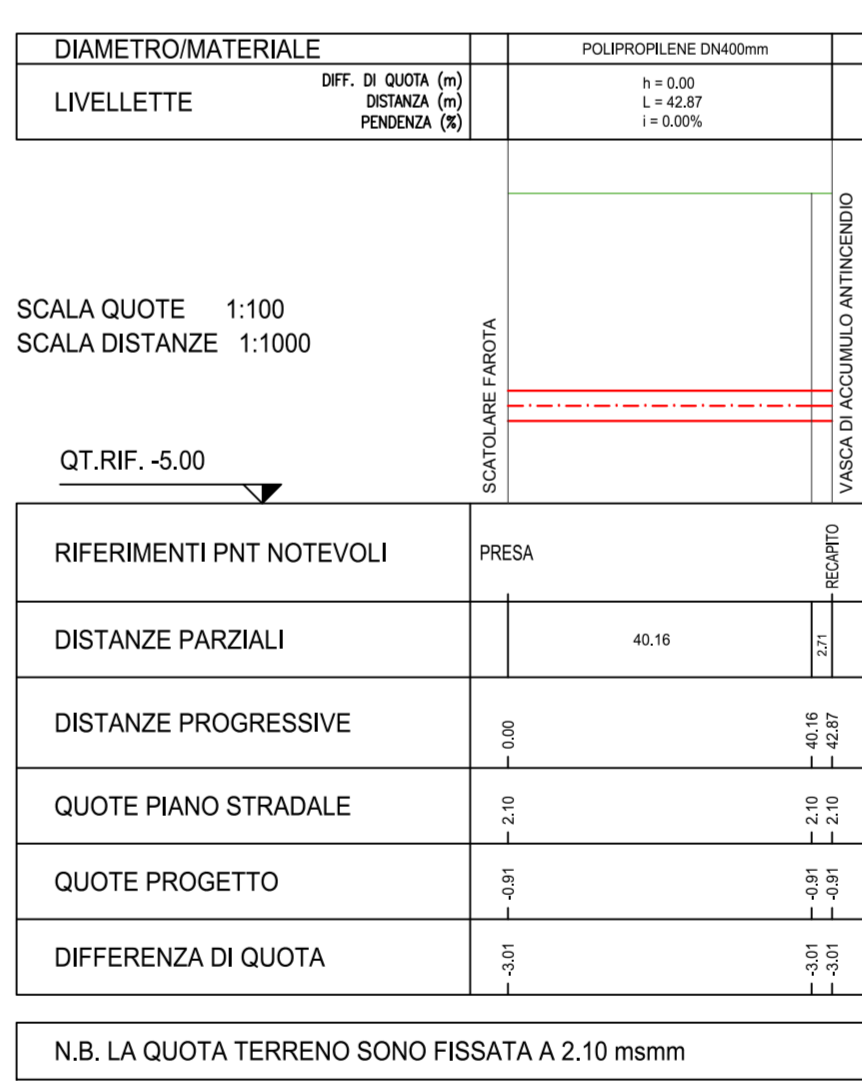 DIAMETRO/MATERIALE POLIPROPILENE DN400mm
LIVELLETTE
DIFF. DI QUOTA (m)
DISTANZA (m)
PENDENZA (%)
h = 0.00
L = 42.87
i = 0.00%
SCALA QUOTE 1:100
SCALA DISTANZE 1:1000
QT.RIF. -5.00
SCATOLARE FAROTA
VASCA DI ACCUMULO ANTINCENDIO
RIFERIMENTI PNT NOTEVOLI PRESA RECAPITO
DISTANZE PARZIALI 40.16 2.71
DISTANZE PROGRESSIVE 0.00 40.16 42.87
QUOTE PIANO STRADALE 2.10 2.10 2.10
QUOTE PROGETTO -0.91 -0.91 -0.91
DIFFERENZA DI QUOTA -3.01 -3.01 -3.01
N.B. LA QUOTA TERRENO SONO FISSATA A 2.10 msmm